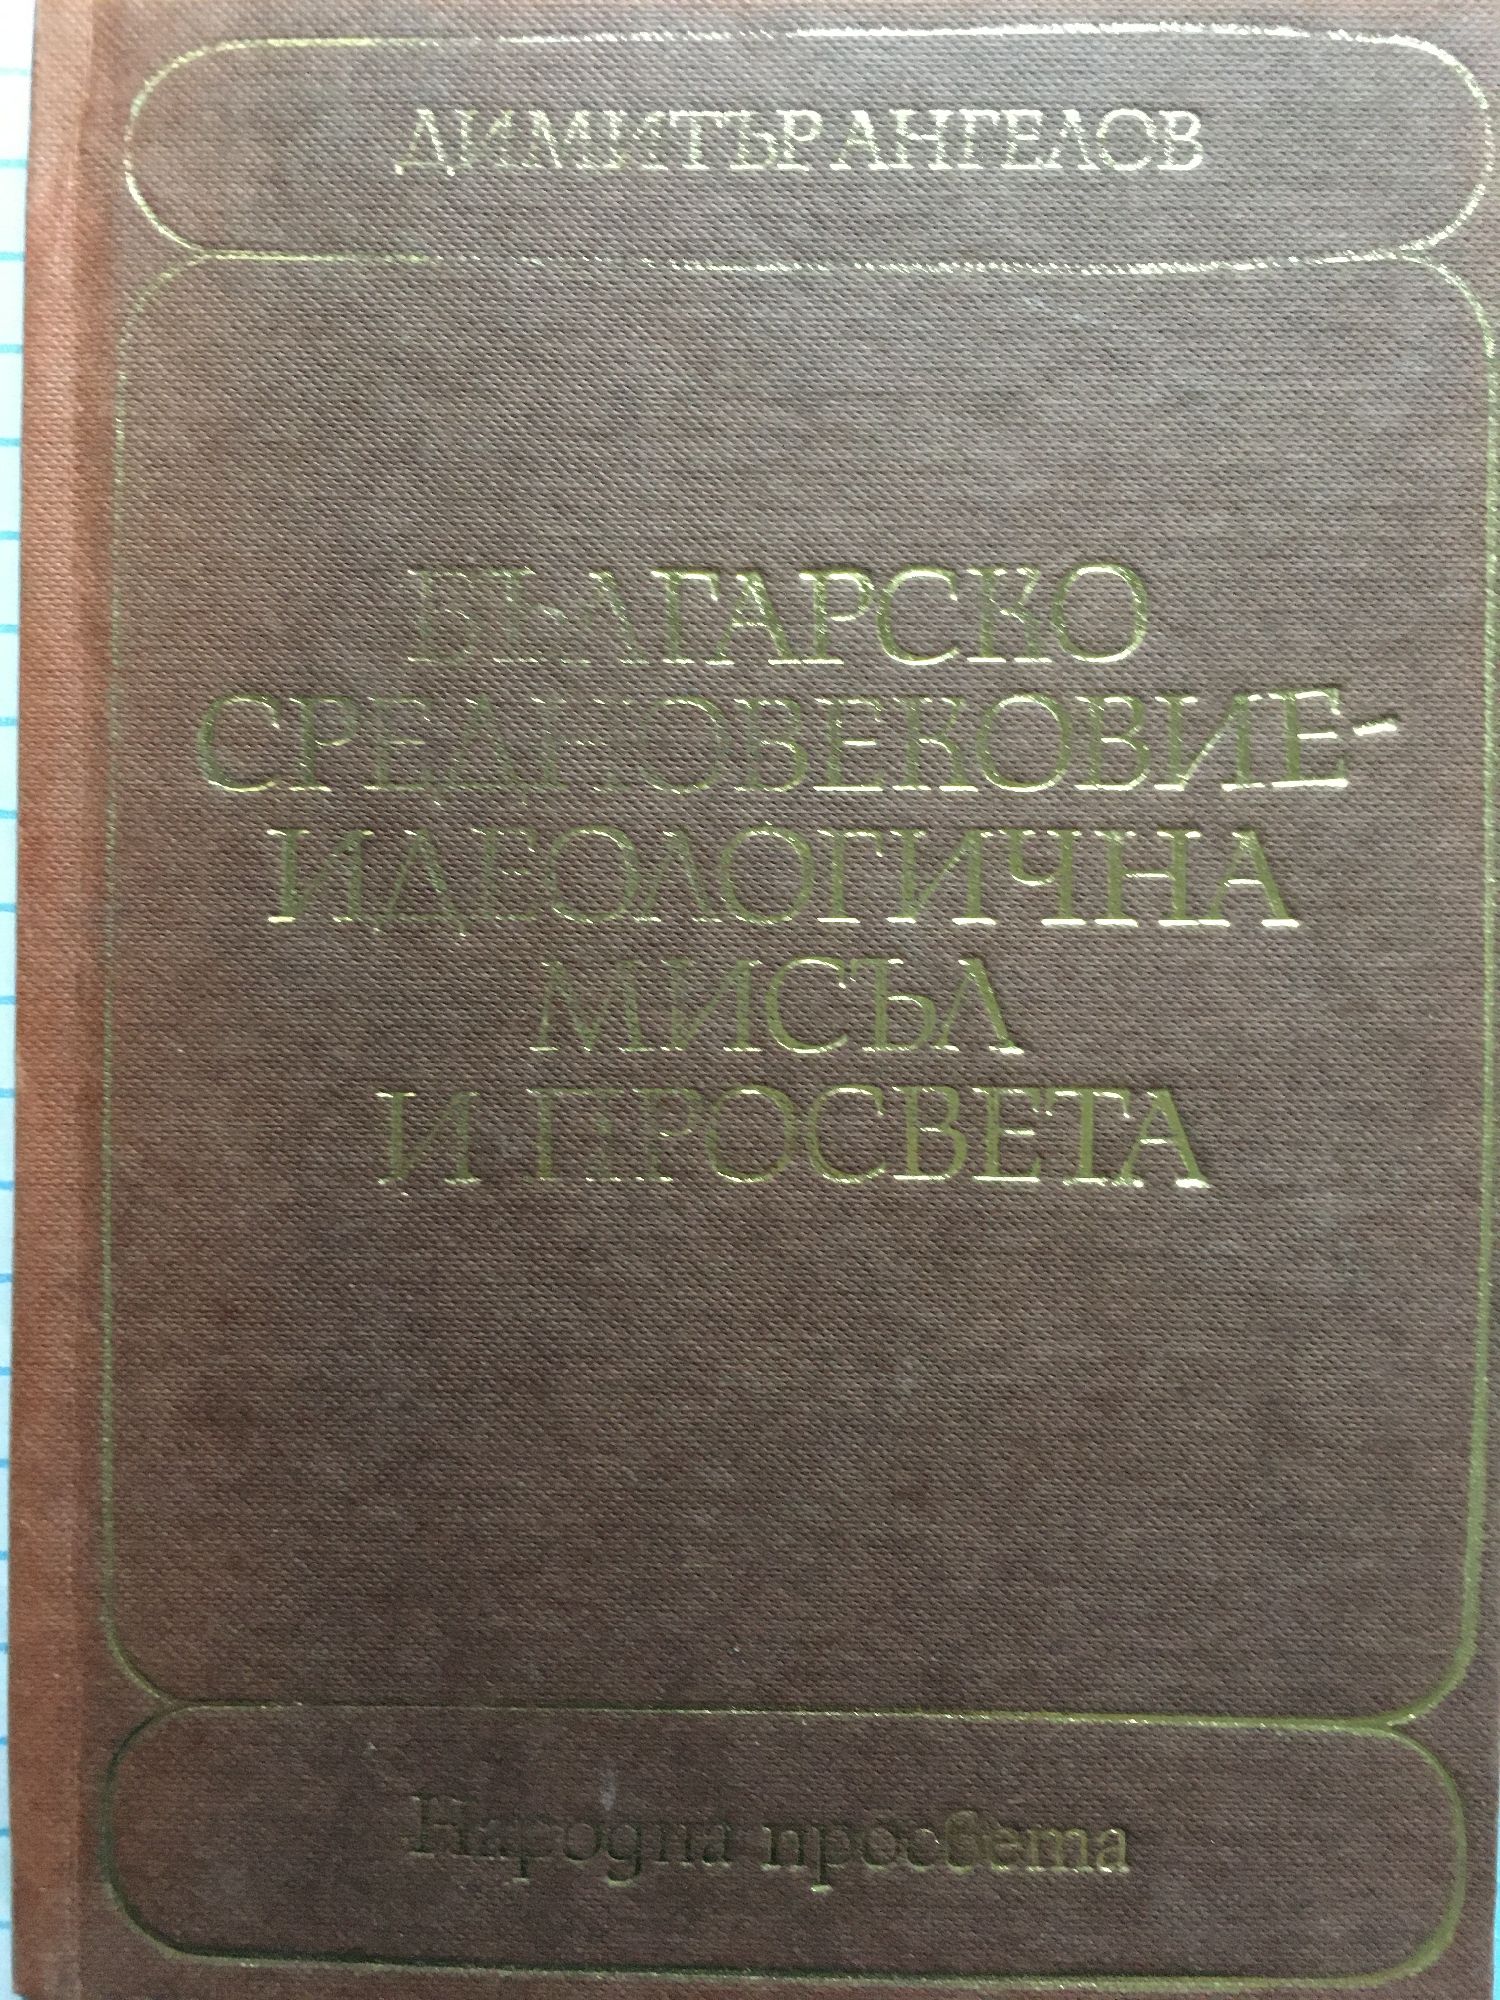 ДИМИТЪР АНГЕЛОВ
БЪЛГАРСКО
СРЕДНОВЕКОВИЕ-
ИДЕОЛОГИЧНА
МИСЪЛ
И ПРОСВЕТА
Народна просвета